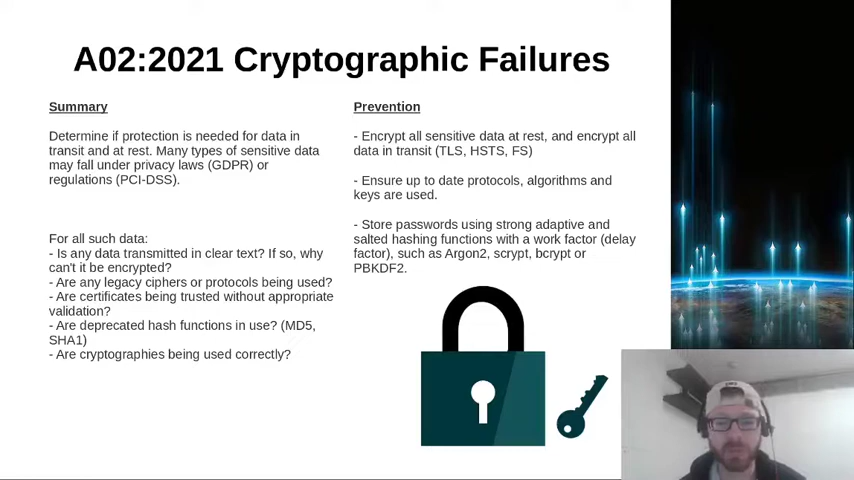 A02:2021 Cryptographic Failures
Summary
Determine if protection is needed for data in
transit and at rest. Many types of sensitive data
may fall under privacy laws (GDPR) or
regulations (PCI-DSS).
For all such data:
- Is any data transmitted in clear text? If so, why
can't it be encrypted?
- Are any legacy ciphers or protocols being used?
- Are certificates being trusted without appropriate
validation?
- Are deprecated hash functions in use? (MD5,
SHA1)
- Are cryptographies being used correctly?
Prevention
- Encrypt all sensitive data at rest, and encrypt all
data in transit (TLS, HSTS, FS)
- Ensure up to date protocols, algorithms and
keys are used.
- Store passwords using strong adaptive and
salted hashing functions with a work factor (delay
factor), such as Argon2, scrypt, bcrypt or
PBKDF2.